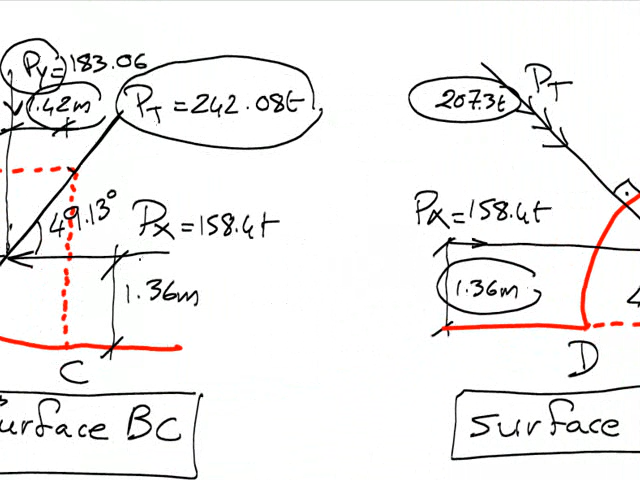 Py=183.06
1.42m
PT=242.08t
49.13°
Px=158.4t
1.36m
C
urface BC
207.3t
PT
Px=158.4t
1.36m
D
Surface